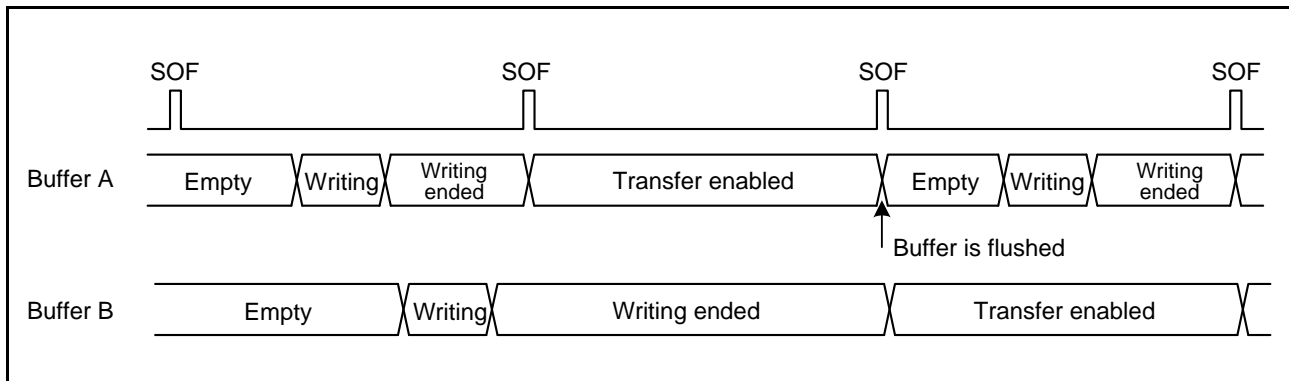 SOF SOF SOF SOF
Buffer A Empty Writing Writing ended Transfer enabled Empty Writing Writing ended
Buffer is flushed
Buffer B Empty Writing Writing ended Transfer enabled